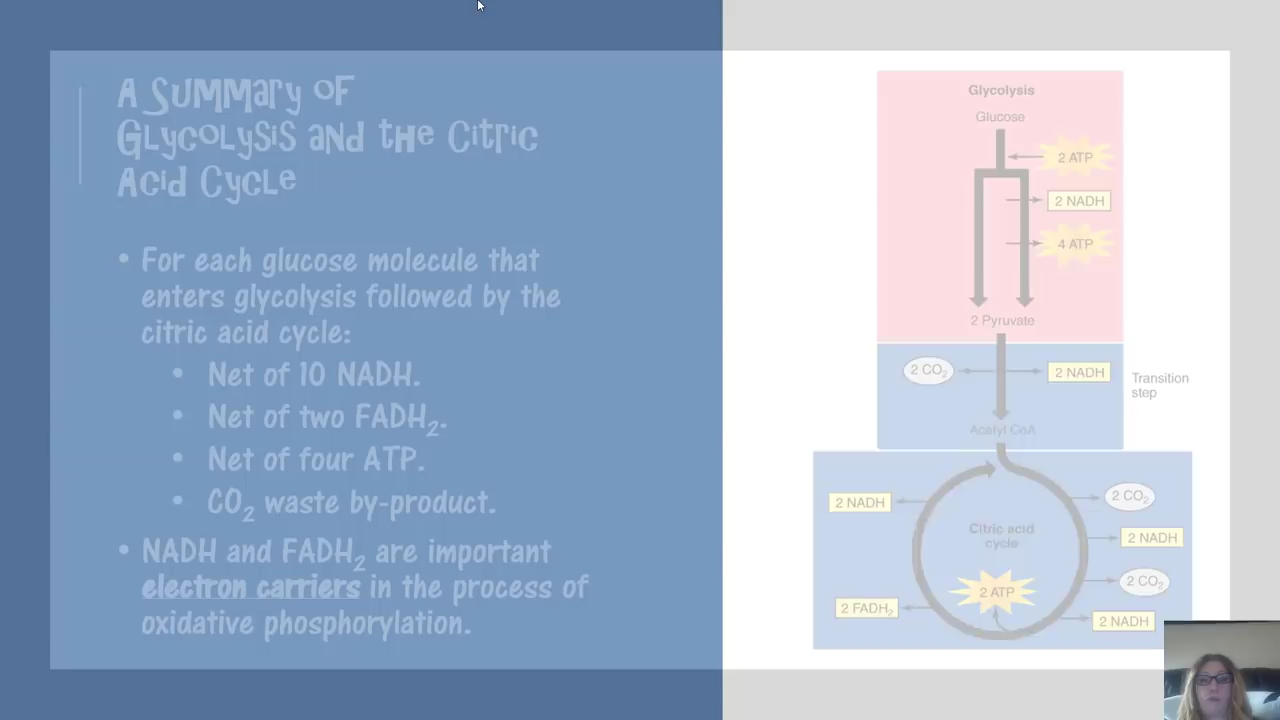 A Summary of
Glycolysis and the Citric
Acid Cycle
• For each glucose molecule that
enters glycolysis followed by the
citric acid cycle:
• Net of 10 NADH.
• Net of two FADH₂.
• Net of four ATP.
• CO₂ waste by-product.
• NADH and FADH₂ are important
electron carriers in the process of
oxidative phosphorylation.
Glycolysis
Glucose
2 ATP
2 NADH
4 ATP
2 Pyruvate
2 CO₂
2 NADH
Transition
step
Acetyl CoA
2 NADH
2 CO₂
Citric acid
cycle
2 NADH
2 CO₂
2 ATP
2 FADH₂
2 NADH